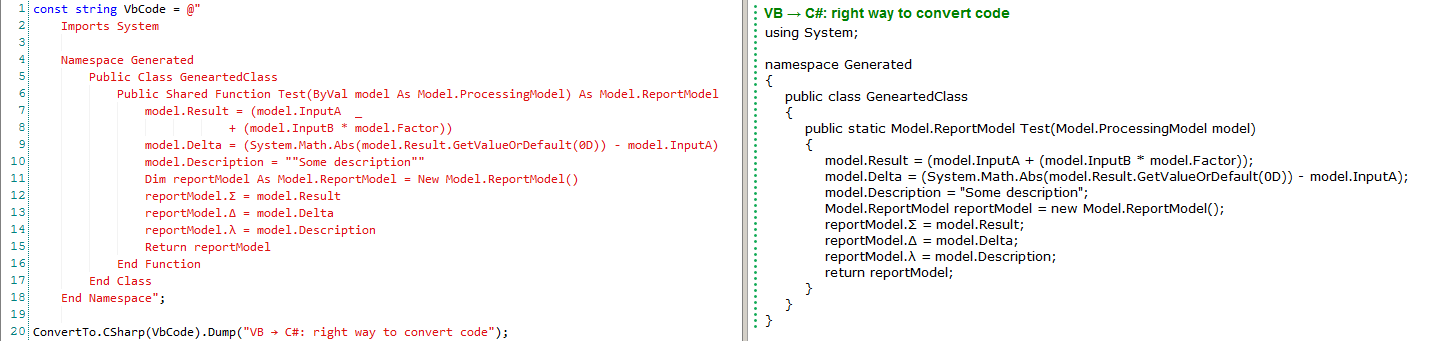 1 const string VbCode = @"
2     Imports System
3
4     Namespace Generated
5         Public Class GeneartedClass
6             Public Shared Function Test(ByVal model As Model.ProcessingModel) As Model.ReportModel
7                 model.Result = (model.InputA  _
8                             + (model.InputB * model.Factor))
9                 model.Delta = (System.Math.Abs(model.Result.GetValueOrDefault(0D)) - model.InputA)
10                 model.Description = ""Some description""
11                 Dim reportModel As Model.ReportModel = New Model.ReportModel()
12                 reportModel.Σ = model.Result
13                 reportModel.Δ = model.Delta
14                 reportModel.λ = model.Description
15                 Return reportModel
16             End Function
17         End Class
18     End Namespace";
19
20 ConvertTo.CSharp(VbCode).Dump("VB → C#: right way to convert code");
VB → C#: right way to convert code
using System;

namespace Generated
{
    public class GeneartedClass
    {
        public static Model.ReportModel Test(Model.ProcessingModel model)
        {
            model.Result = (model.InputA + (model.InputB * model.Factor));
            model.Delta = (System.Math.Abs(model.Result.GetValueOrDefault(0D)) - model.InputA);
            model.Description = "Some description";
            Model.ReportModel reportModel = new Model.ReportModel();
            reportModel.Σ = model.Result;
            reportModel.Δ = model.Delta;
            reportModel.λ = model.Description;
            return reportModel;
        }
    }
}